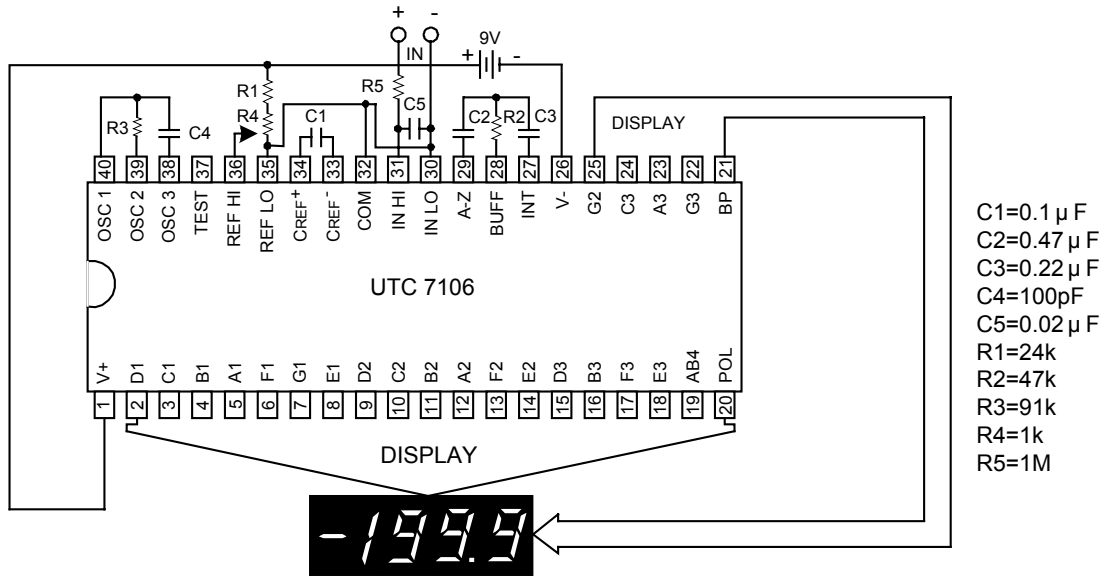 + -
IN
9V
+ -
R1
R5
R4
C1
C5
C2
R2
C3
R3
C4
DISPLAY
40 39 38 37 36 35 34 33 32 31 30 29 28 27 26 25 24 23 22 21
OSC 1
OSC 2
OSC 3
TEST
REF HI
REF LO
CREF+
CREF-
COM
IN HI
IN LO
A-Z
BUFF
INT
V-
G2
C3
A3
G3
BP
UTC 7106
V+
D1
C1
B1
A1
F1
G1
E1
D2
C2
B2
A2
F2
E2
D3
B3
F3
E3
AB4
POL
1 2 3 4 5 6 7 8 9 10 11 12 13 14 15 16 17 18 19 20
DISPLAY
-199.9
C1=0.1 μ F
C2=0.47 μ F
C3=0.22 μ F
C4=100pF
C5=0.02 μ F
R1=24k
R2=47k
R3=91k
R4=1k
R5=1M